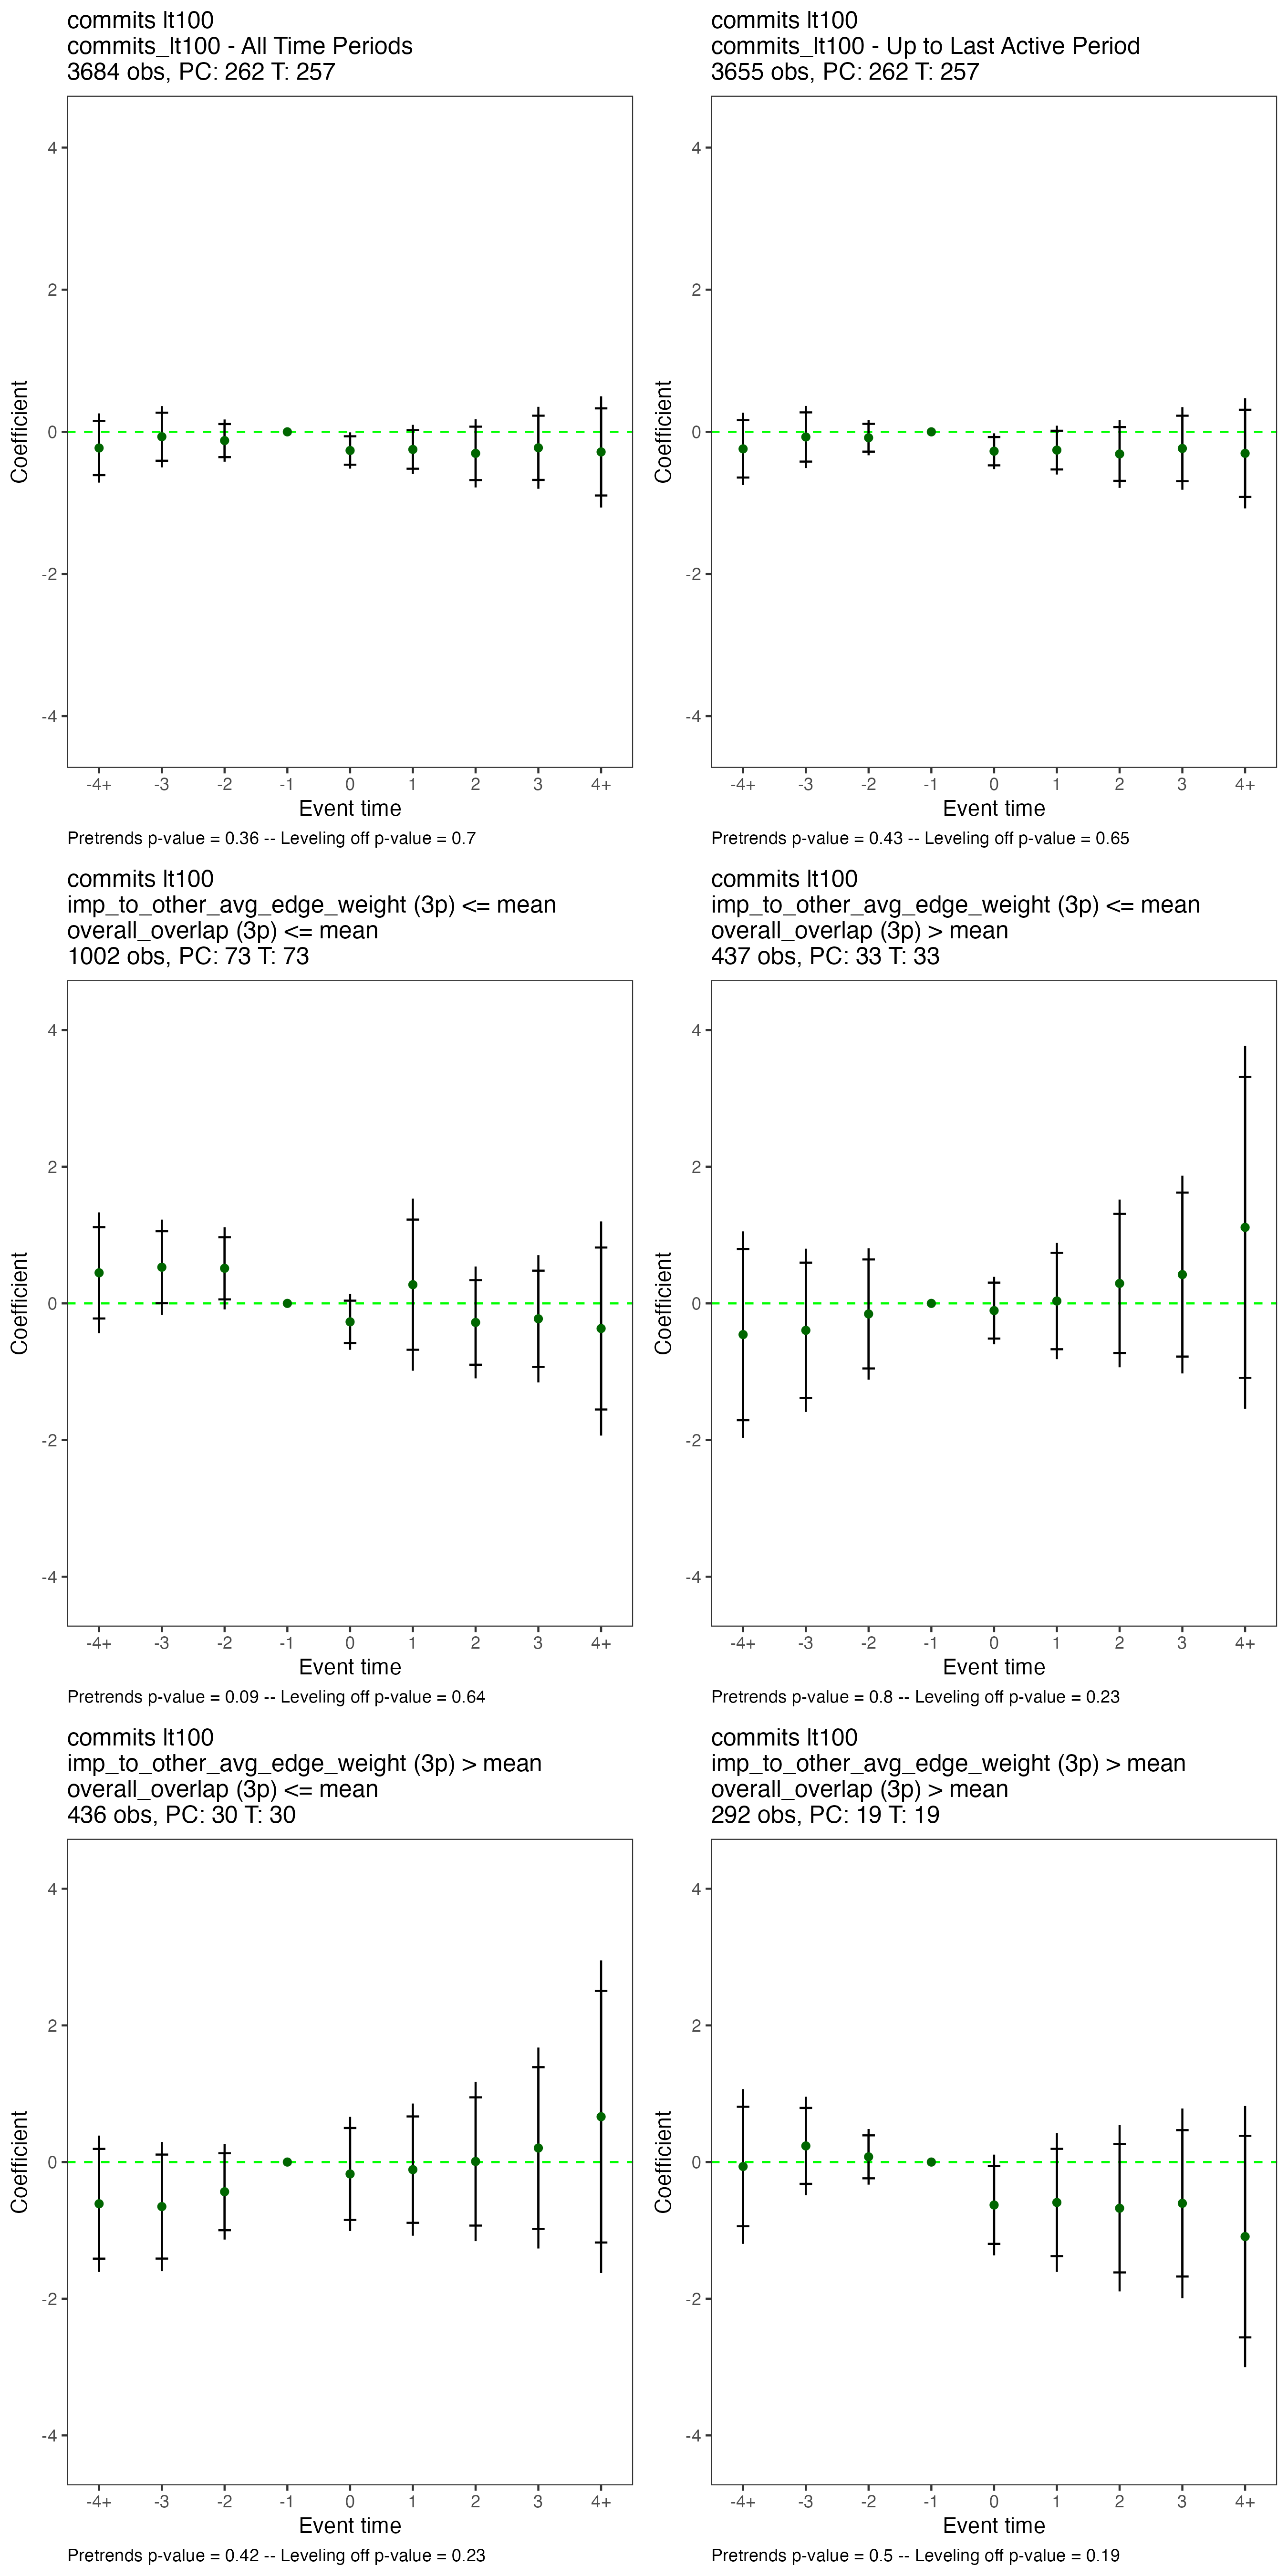 commits lt100
commits_lt100 - All Time Periods
3684 obs, PC: 262 T: 257
4
2
0
-2
-4
Coefficient
-4+ -3 -2 -1 0 1 2 3 4+
Event time
Pretrends p-value = 0.36 -- Leveling off p-value = 0.7
commits lt100
commits_lt100 - Up to Last Active Period
3655 obs, PC: 262 T: 257
4
2
0
-2
-4
Coefficient
-4+ -3 -2 -1 0 1 2 3 4+
Event time
Pretrends p-value = 0.43 -- Leveling off p-value = 0.65
commits lt100
imp_to_other_avg_edge_weight (3p) <= mean
overall_overlap (3p) <= mean
1002 obs, PC: 73 T: 73
4
2
0
-2
-4
Coefficient
-4+ -3 -2 -1 0 1 2 3 4+
Event time
Pretrends p-value = 0.09 -- Leveling off p-value = 0.64
commits lt100
imp_to_other_avg_edge_weight (3p) <= mean
overall_overlap (3p) > mean
437 obs, PC: 33 T: 33
4
2
0
-2
-4
Coefficient
-4+ -3 -2 -1 0 1 2 3 4+
Event time
Pretrends p-value = 0.8 -- Leveling off p-value = 0.23
commits lt100
imp_to_other_avg_edge_weight (3p) > mean
overall_overlap (3p) <= mean
436 obs, PC: 30 T: 30
4
2
0
-2
-4
Coefficient
-4+ -3 -2 -1 0 1 2 3 4+
Event time
Pretrends p-value = 0.42 -- Leveling off p-value = 0.23
commits lt100
imp_to_other_avg_edge_weight (3p) > mean
overall_overlap (3p) > mean
292 obs, PC: 19 T: 19
4
2
0
-2
-4
Coefficient
-4+ -3 -2 -1 0 1 2 3 4+
Event time
Pretrends p-value = 0.5 -- Leveling off p-value = 0.19